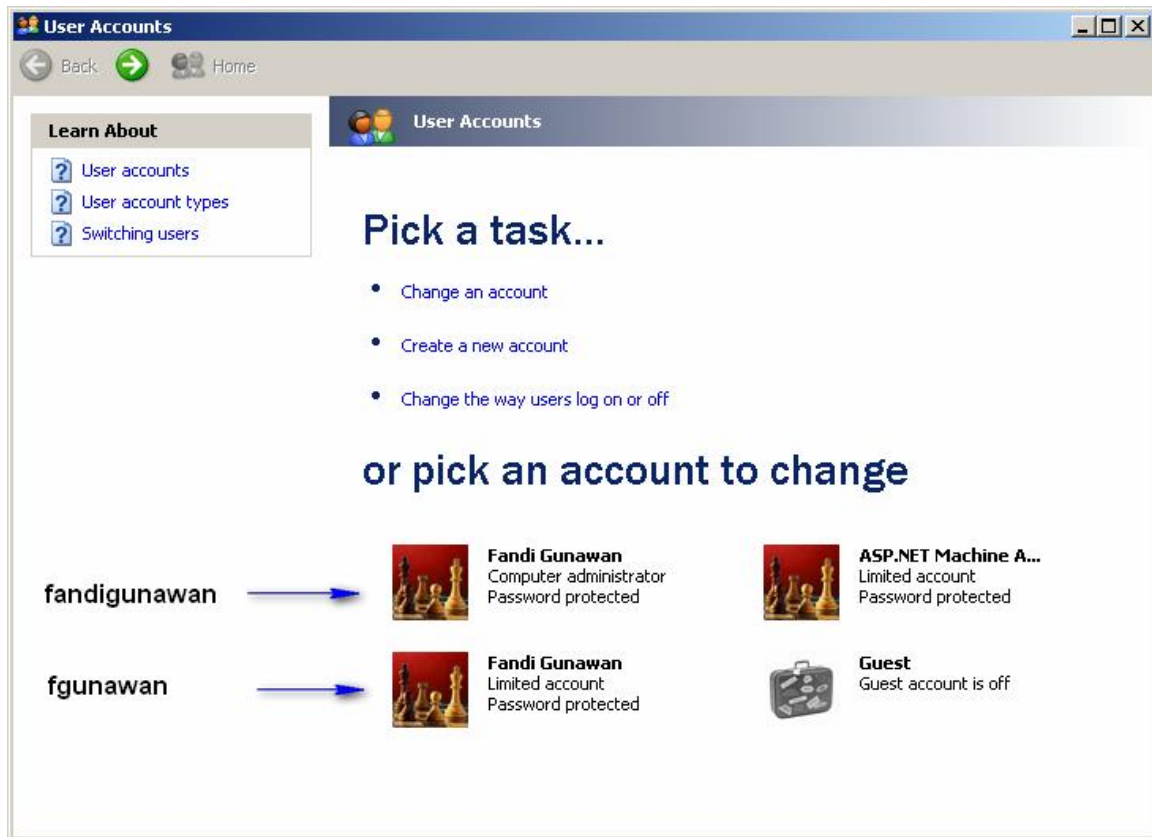 User Accounts
Back Home
Learn About
User accounts
User account types
Switching users
User Accounts
Pick a task...
Change an account
Create a new account
Change the way users log on or off
or pick an account to change
fandigunawan
Fandi Gunawan
Computer administrator
Password protected
ASP.NET Machine A...
Limited account
Password protected
fgunawan
Fandi Gunawan
Limited account
Password protected
Guest
Guest account is off